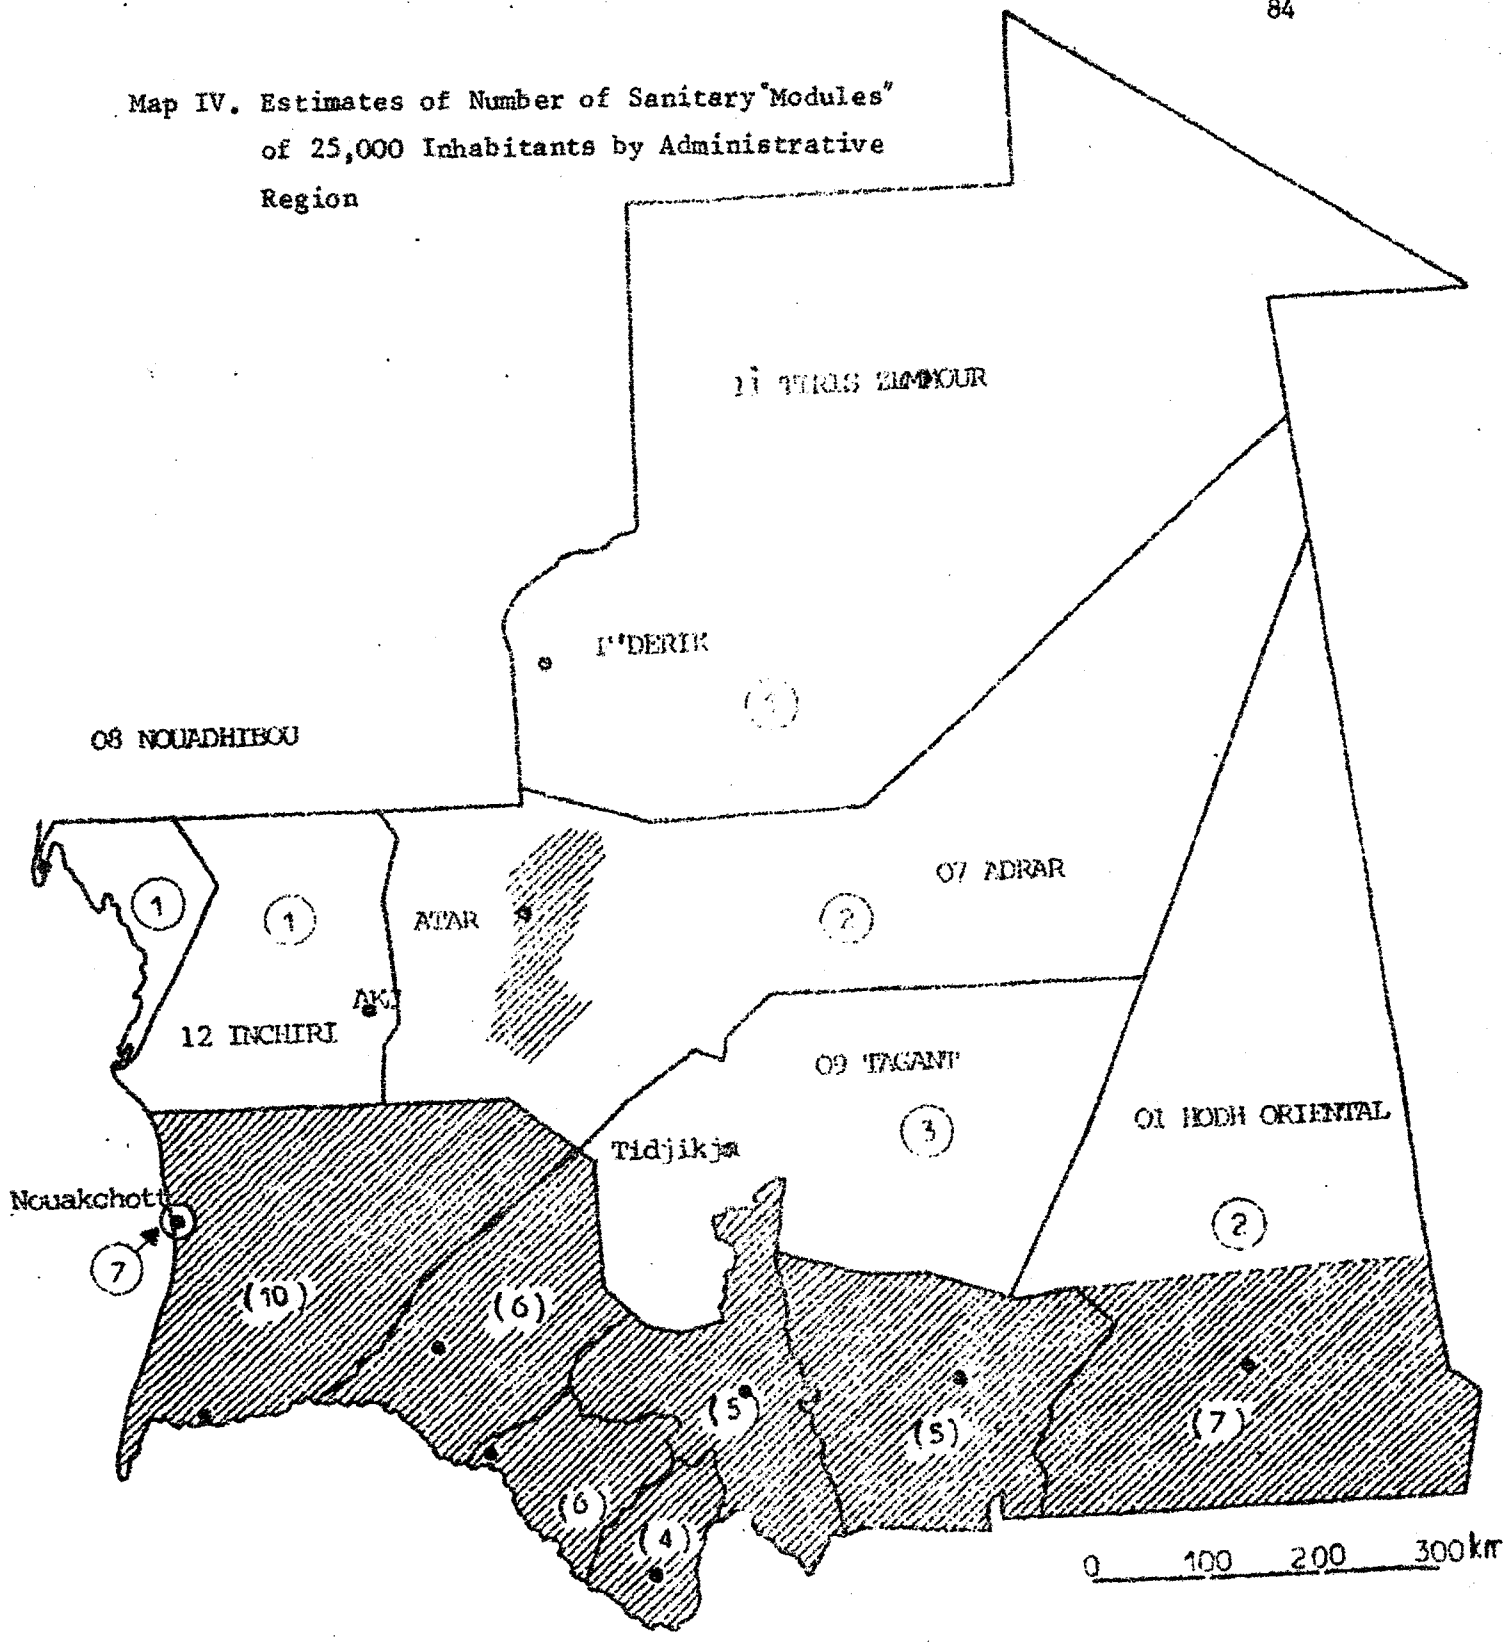 84
Map IV. Estimates of Number of Sanitary "Modules"
of 25,000 Inhabitants by Administrative
Region
ZEMMOUR
08 NOUADHIBOU
07 ADRAR
1
1
ATAR
2
12 INCHIRI
09 TAGANT
3
01 HODH ORIENTAL
Tidjikja
Nouakchott
2
7
(10)
(6)
(5)
(5)
(7)
(6)
(4)
0 100 200 300 km